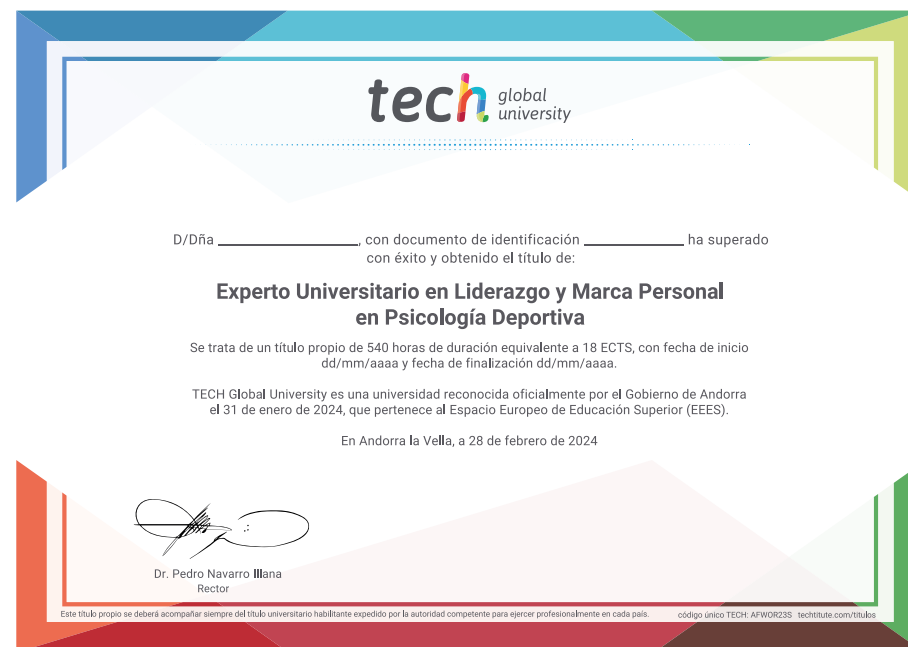 tech global university
D/Dña ____________________, con documento de identificación ______________ ha superado
con éxito y obtenido el título de:
Experto Universitario en Liderazgo y Marca Personal
en Psicología Deportiva
Se trata de un título propio de 540 horas de duración equivalente a 18 ECTS, con fecha de inicio
dd/mm/aaaa y fecha de finalización dd/mm/aaaa.
TECH Global University es una universidad reconocida oficialmente por el Gobierno de Andorra
el 31 de enero de 2024, que pertenece al Espacio Europeo de Educación Superior (EEES).
En Andorra la Vella, a 28 de febrero de 2024
Dr. Pedro Navarro Illana
Rector
Este título propio se deberá acompañar siempre del título universitario habilitante expedido por la autoridad competente para ejercer profesionalmente en cada país.
código único TECH: AFWOR23S techtitute.com/titulos